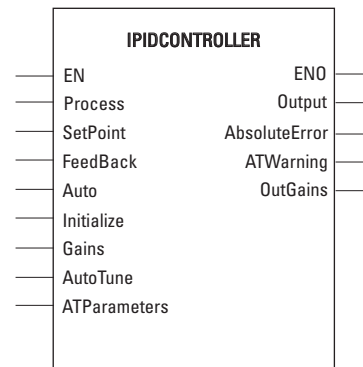 IPIDCONTROLLER
EN ENO
Process Output
SetPoint AbsoluteError
FeedBack ATWarning
Auto OutGains
Initialize
Gains
AutoTune
ATParameters